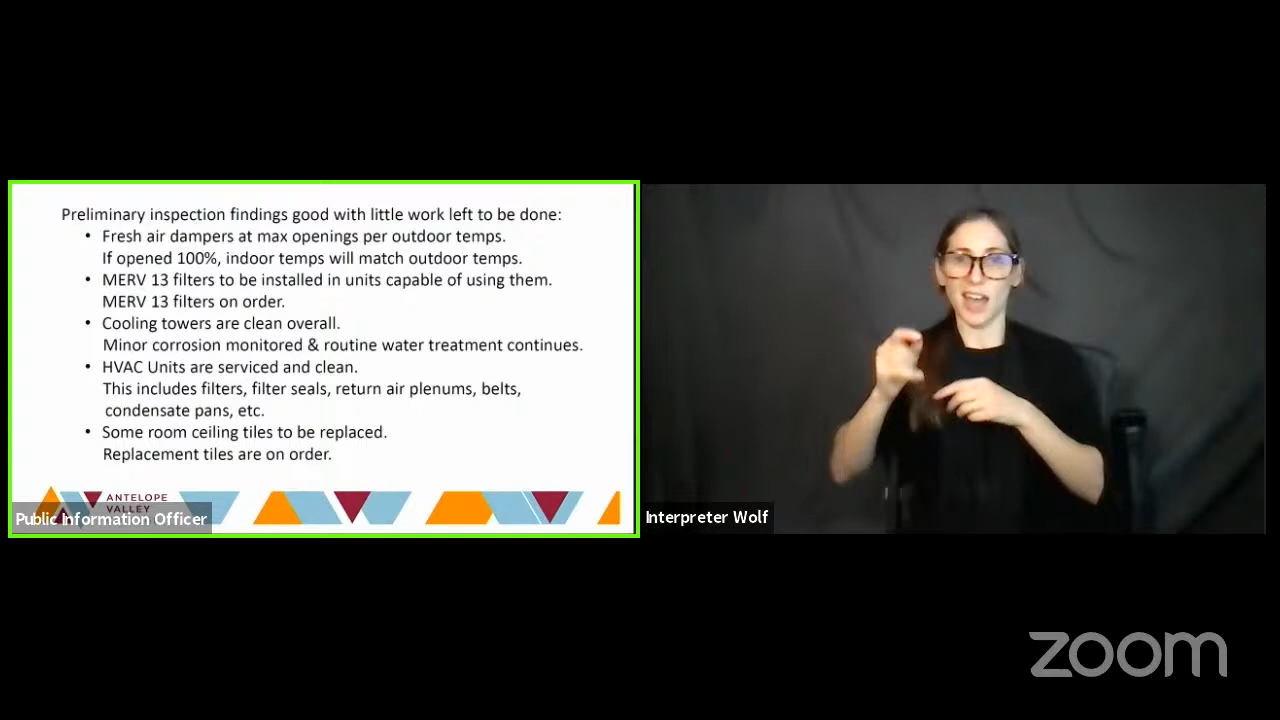 Preliminary inspection findings good with little work left to be done:
• Fresh air dampers at max openings per outdoor temps.
If opened 100%, indoor temps will match outdoor temps.
• MERV 13 filters to be installed in units capable of using them.
MERV 13 filters on order.
• Cooling towers are clean overall.
Minor corrosion monitored & routine water treatment continues.
• HVAC Units are serviced and clean.
This includes filters, filter seals, return air plenums, belts,
condensate pans, etc.
• Some room ceiling tiles to be replaced.
Replacement tiles are on order.
ANTELOPE
VALLEY
Public Information Officer
Interpreter Wolf
zoom